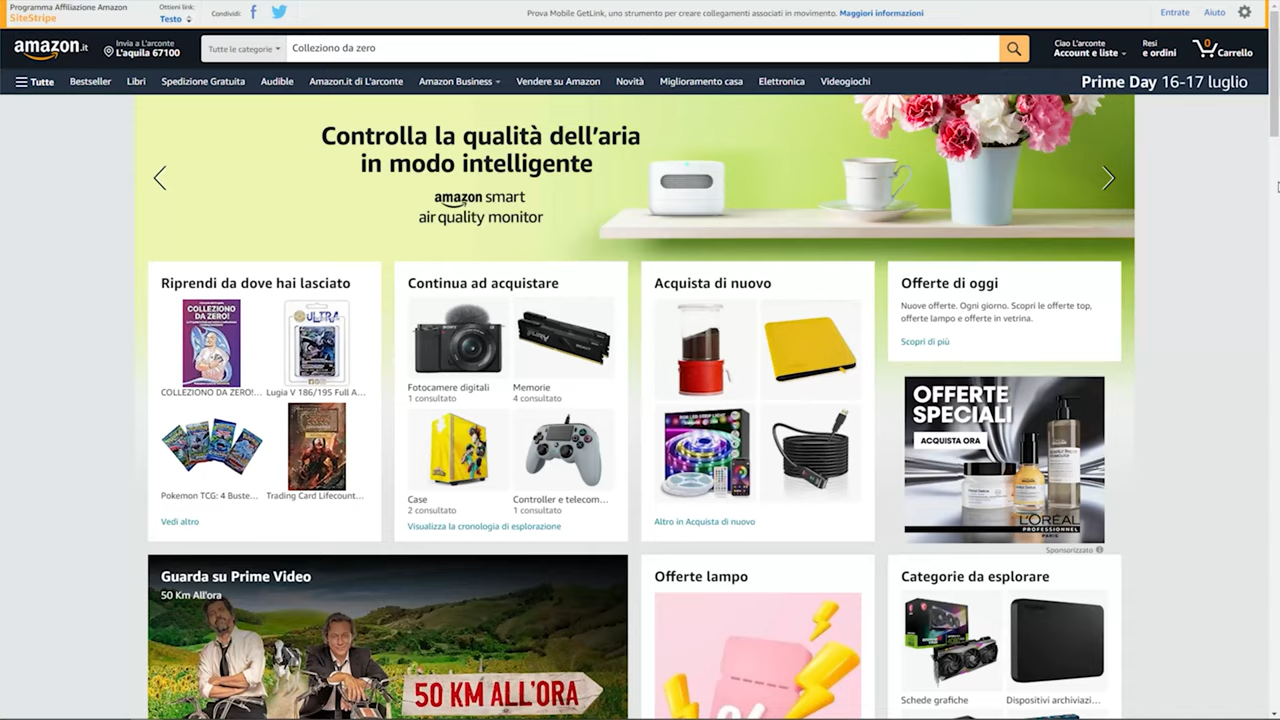 Programma Affiliazione Amazon
SiteStripe
Ottieni link:
Testo
Condividi:
Prova Mobile GetLink, uno strumento per creare collegamenti associati in movimento. Maggiori informazioni
Entrate
Aiuto
amazon.it
Invia a L'arconte
L'aquila 67100
Tutte le categorie
Colleziono da zero
Ciao L'arconte
Account e liste
Resi
e ordini
0
Carrello
Tutte
Bestseller
Libri
Spedizione Gratuita
Audible
Amazon.it di L'arconte
Amazon Business
Vendere su Amazon
Novità
Miglioramento casa
Elettronica
Videogiochi
Prime Day 16-17 luglio
Controlla la qualità dell'aria
in modo intelligente
amazon smart
air quality monitor
Riprendi da dove hai lasciato
COLLEZIONO
DA ZERO!
ULTRA
COLLEZIONO DA ZERO!...
Lugia V 186/195 Full A...
Pokemon TCG: 4 Buste...
Trading Card Lifecount...
Vedi altro
Continua ad acquistare
SONY
Fotocamere digitali
1 consultato
Memorie
4 consultato
Case
2 consultato
Controller e telecom...
1 consultato
Visualizza la cronologia di esplorazione
Acquista di nuovo
RGB LED STRIP LIGHT
Altro in Acquista di nuovo
Offerte di oggi
Nuove offerte. Ogni giorno. Scopri le offerte top,
offerte lampo e offerte in vetrina.
Scopri di più
OFFERTE
SPECIALI
ACQUISTA ORA
L'ORÉAL
PROFESSIONNEL
PARIS
Sponsorizzato
Guarda su Prime Video
50 Km All'ora
50 KM ALL'ORA
Offerte lampo
%
Categorie da esplorare
Schede grafiche
Dispositivi archiviazi...